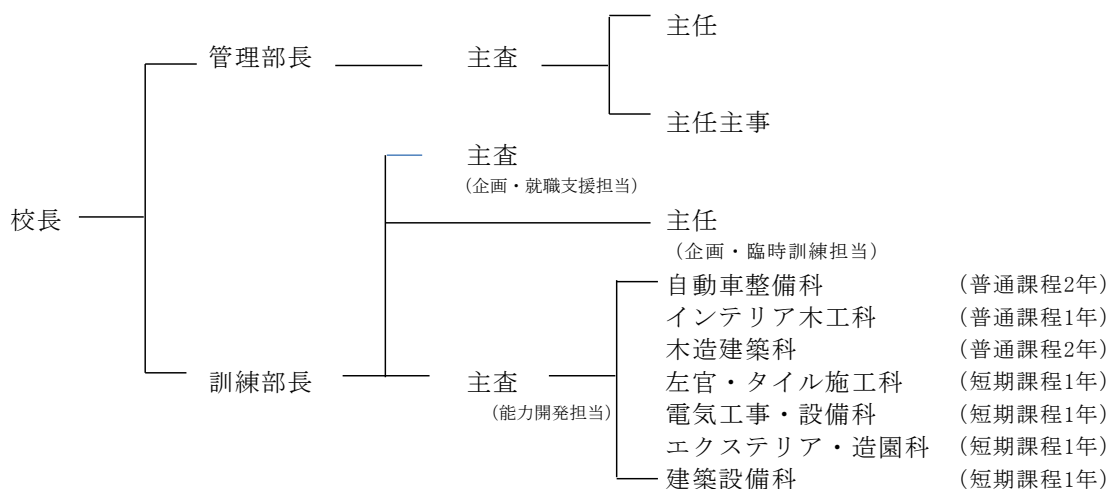 主任
管理部長 主査
主任主事
主査
（企画・就職支援担当）
校長 主任
（企画・臨時訓練担当）
自動車整備科 （普通課程2年）
インテリア木工科 （普通課程1年）
木造建築科 （普通課程2年）
訓練部長 主査 左官・タイル施工科 （短期課程1年）
（能力開発担当） 電気工事・設備科 （短期課程1年）
エクステリア・造園科 （短期課程1年）
建築設備科 （短期課程1年）